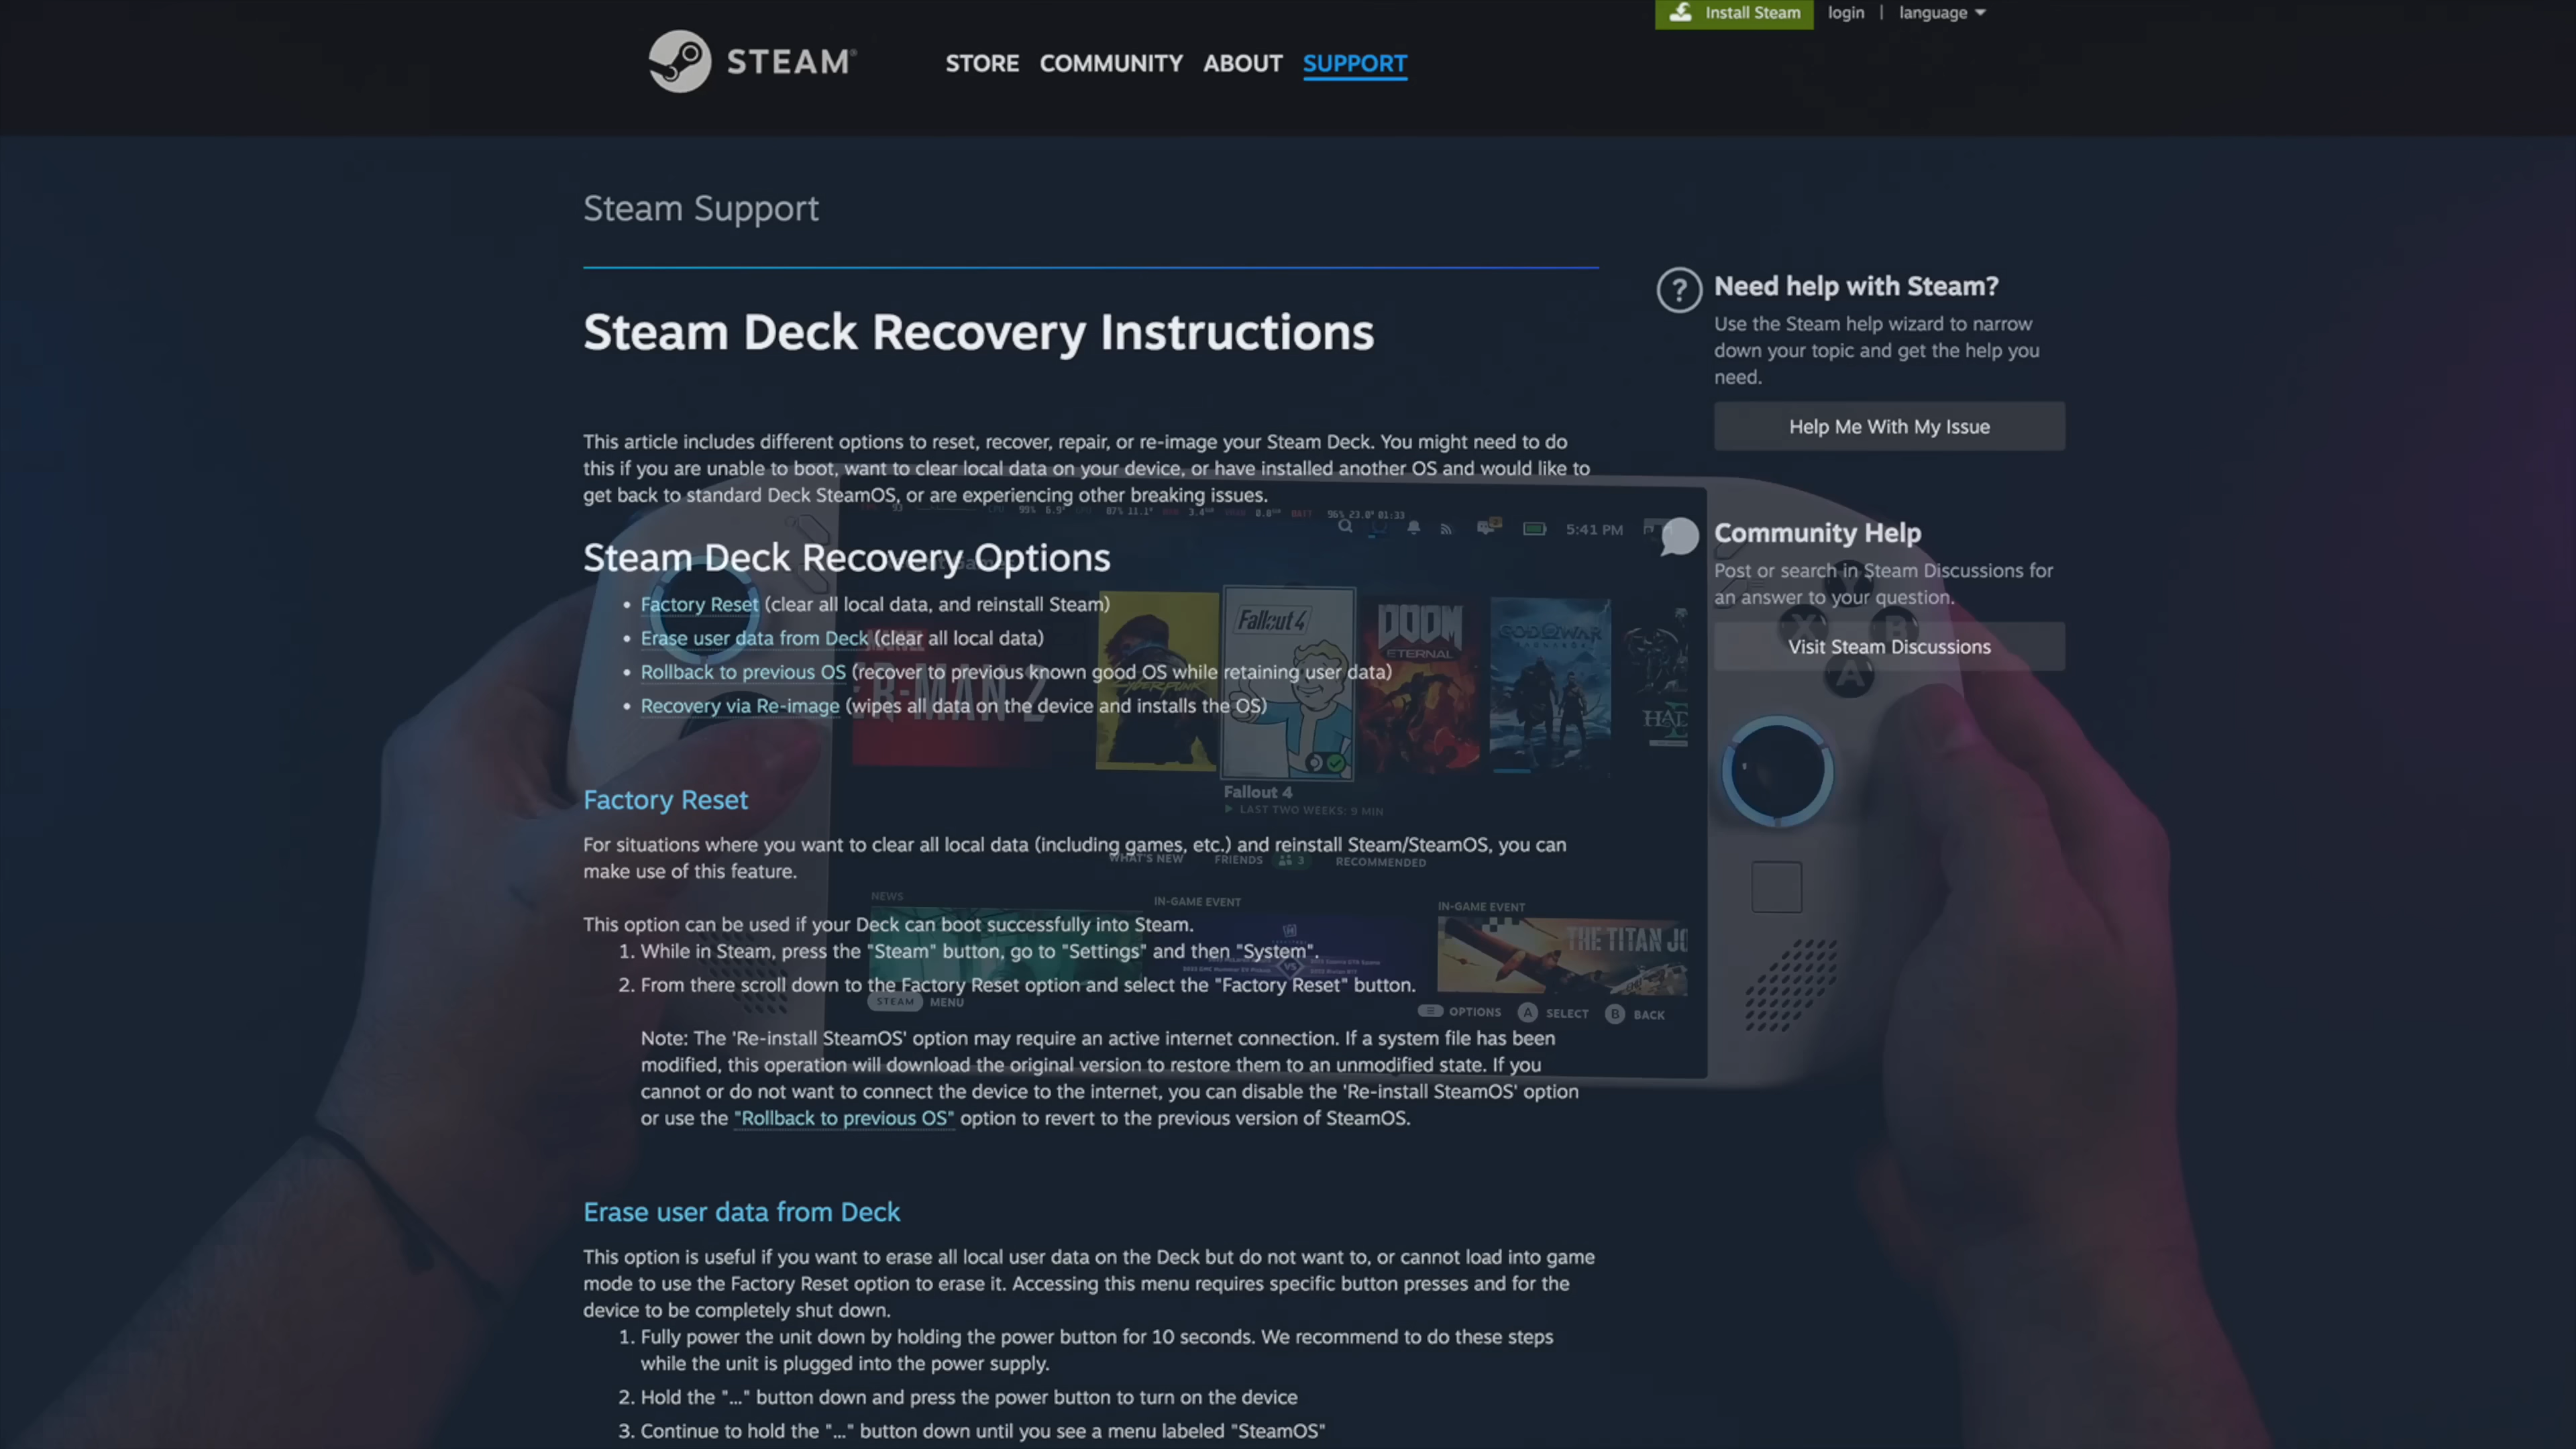 Install Steam login | language
STEAM® STORE COMMUNITY ABOUT SUPPORT
Steam Support
Steam Deck Recovery Instructions
Need help with Steam?
Use the Steam help wizard to narrow
down your topic and get the help you
need.
Help Me With My Issue
This article includes different options to reset, recover, repair, or re-image your Steam Deck. You might need to do
this if you are unable to boot, want to clear local data on your device, or have installed another OS and would like to
get back to standard Deck SteamOS, or are experiencing other breaking issues.
Community Help
Post or search in Steam Discussions for
an answer to your question.
Visit Steam Discussions
Steam Deck Recovery Options
• Factory Reset (clear all local data, and reinstall Steam)
• Erase user data from Deck (clear all local data)
• Rollback to previous OS (recover to previous known good OS while retaining user data)
• Recovery via Re-image (wipes all data on the device and installs the OS)
Factory Reset
For situations where you want to clear all local data (including games, etc.) and reinstall Steam/SteamOS, you can
make use of this feature.
This option can be used if your Deck can boot successfully into Steam.
1. While in Steam, press the "Steam" button, go to "Settings" and then "System".
2. From there scroll down to the Factory Reset option and select the "Factory Reset" button.
Note: The 'Re-install SteamOS' option may require an active internet connection. If a system file has been
modified, this operation will download the original version to restore them to an unmodified state. If you
cannot or do not want to connect the device to the internet, you can disable the 'Re-install SteamOS' option
or use the "Rollback to previous OS" option to revert to the previous version of SteamOS.
Erase user data from Deck
This option is useful if you want to erase all local user data on the Deck but do not want to, or cannot load into game
mode to use the Factory Reset option to erase it. Accessing this menu requires specific button presses and for the
device to be completely shut down.
1. Fully power the unit down by holding the power button for 10 seconds. We recommend to do these steps
while the unit is plugged into the power supply.
2. Hold the "..." button down and press the power button to turn on the device
3. Continue to hold the "..." button down until you see a menu labeled "SteamOS"
5:41 PM
R-MAN 2
Fallout 4
DOOM
ETERNAL
GOD OF WAR
HAD
Fallout 4
LAST TWO WEEKS: 9 MIN
WHAT'S NEW FRIENDS 3 RECOMMENDED
NEWS
IN-GAME EVENT
IN-GAME EVENT
THE TITAN JO
VS
STEAM MENU
OPTIONS A SELECT B BACK
Y
X
B
A